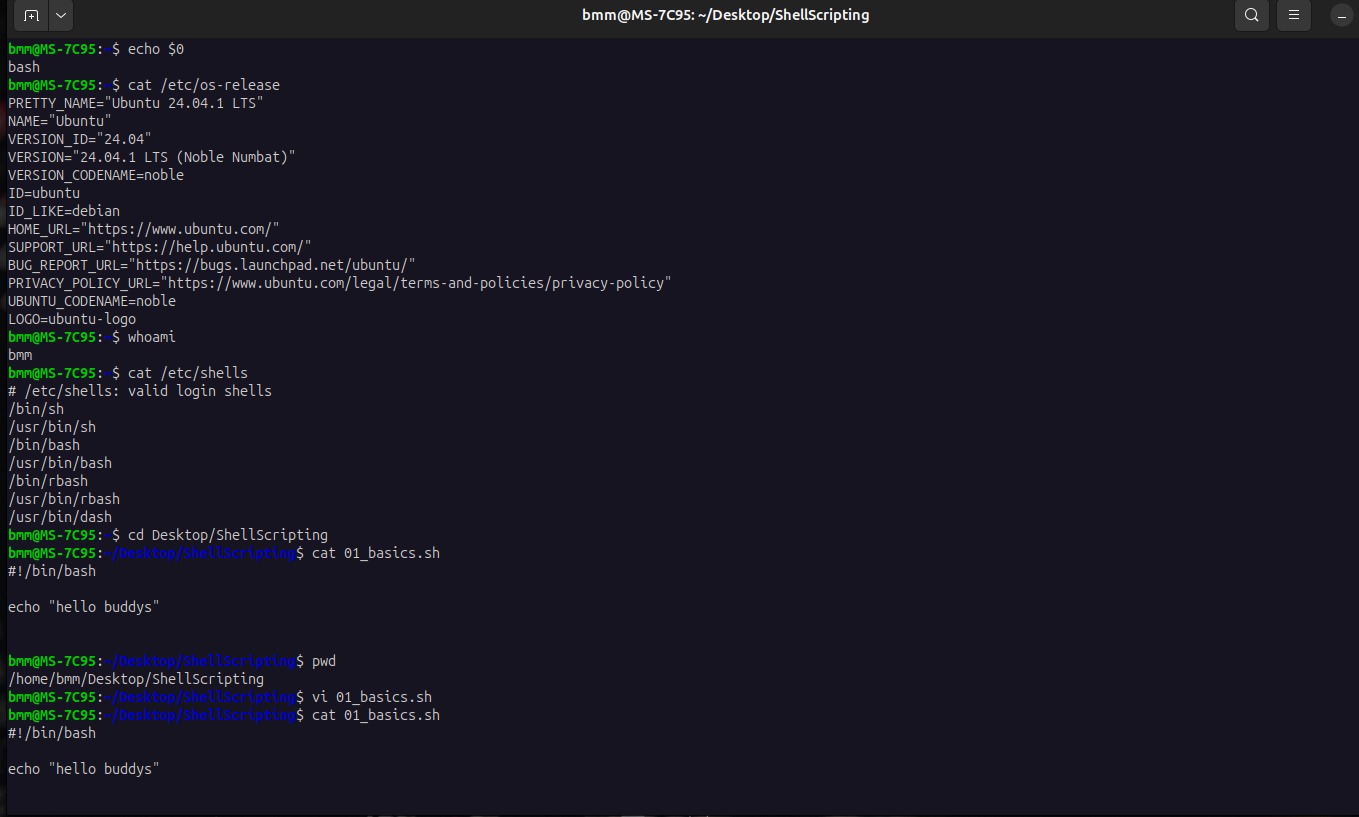 bmm@MS-7C95: ~/Desktop/ShellScripting
bmm@MS-7C95:~$ echo $0
bash
bmm@MS-7C95:~$ cat /etc/os-release
PRETTY_NAME="Ubuntu 24.04.1 LTS"
NAME="Ubuntu"
VERSION_ID="24.04"
VERSION="24.04.1 LTS (Noble Numbat)"
VERSION_CODENAME=noble
ID=ubuntu
ID_LIKE=debian
HOME_URL="https://www.ubuntu.com/"
SUPPORT_URL="https://help.ubuntu.com/"
BUG_REPORT_URL="https://bugs.launchpad.net/ubuntu/"
PRIVACY_POLICY_URL="https://www.ubuntu.com/legal/terms-and-policies/privacy-policy"
UBUNTU_CODENAME=noble
LOGO=ubuntu-logo
bmm@MS-7C95:~$ whoami
bmm
bmm@MS-7C95:~$ cat /etc/shells
# /etc/shells: valid login shells
/bin/sh
/usr/bin/sh
/bin/bash
/usr/bin/bash
/bin/rbash
/usr/bin/rbash
/usr/bin/dash
bmm@MS-7C95:~$ cd Desktop/ShellScripting
bmm@MS-7C95:~/Desktop/ShellScripting$ cat 01_basics.sh
#!/bin/bash
echo "hello buddys"
bmm@MS-7C95:~/Desktop/ShellScripting$ pwd
/home/bmm/Desktop/ShellScripting
bmm@MS-7C95:~/Desktop/ShellScripting$ vi 01_basics.sh
bmm@MS-7C95:~/Desktop/ShellScripting$ cat 01_basics.sh
#!/bin/bash
echo "hello buddys"